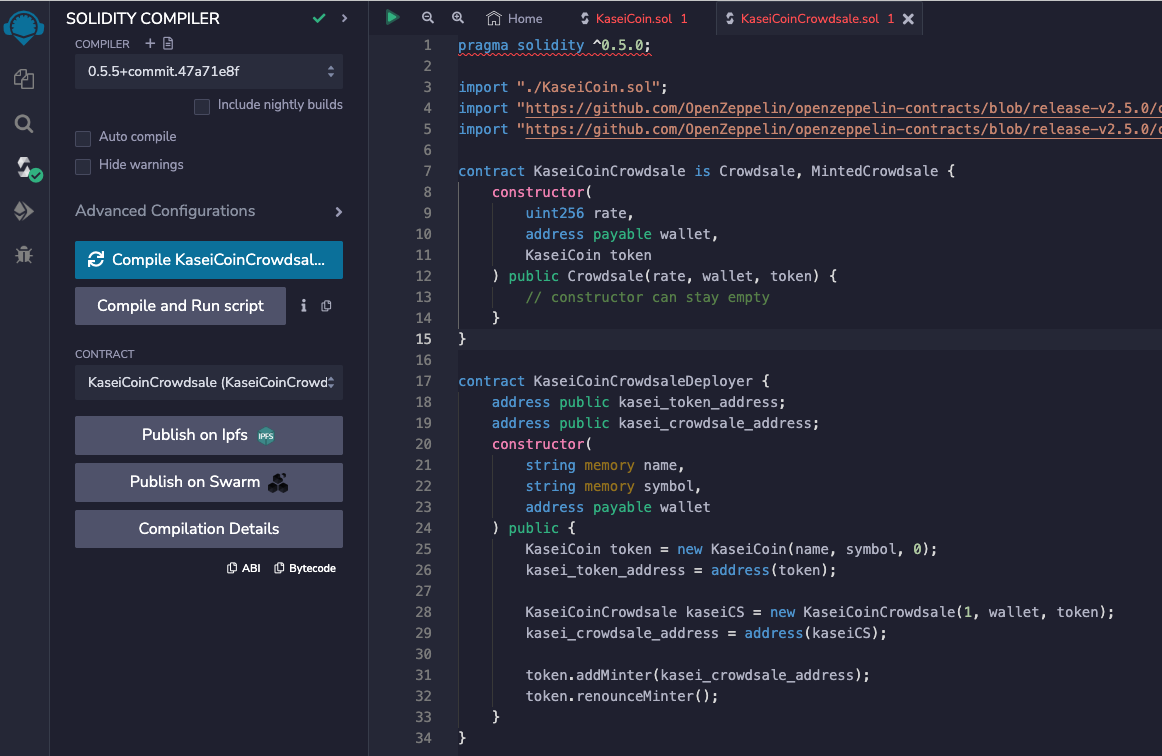 SOLIDITY COMPILER
COMPILER
0.5.5+commit.47a71e8f
Include nightly builds
Auto compile
Hide warnings
Advanced Configurations
Compile KaseiCoinCrowdsal...
Compile and Run script
CONTRACT
KaseiCoinCrowdsale (KaseiCoinCrowd
Publish on Ipfs IPFS
Publish on Swarm
Compilation Details
ABI Bytecode
Home KaseiCoin.sol 1 KaseiCoinCrowdsale.sol 1
1 pragma solidity ^0.5.0;
2
3 import "./KaseiCoin.sol";
4 import "https://github.com/OpenZeppelin/openzeppelin-contracts/blob/release-v2.5.0/c
5 import "https://github.com/OpenZeppelin/openzeppelin-contracts/blob/release-v2.5.0/c
6
7 contract KaseiCoinCrowdsale is Crowdsale, MintedCrowdsale {
8 constructor(
9 uint256 rate,
10 address payable wallet,
11 KaseiCoin token
12 ) public Crowdsale(rate, wallet, token) {
13 // constructor can stay empty
14 }
15 }
16
17 contract KaseiCoinCrowdsaleDeployer {
18 address public kasei_token_address;
19 address public kasei_crowdsale_address;
20 constructor(
21 string memory name,
22 string memory symbol,
23 address payable wallet
24 ) public {
25 KaseiCoin token = new KaseiCoin(name, symbol, 0);
26 kasei_token_address = address(token);
27
28 KaseiCoinCrowdsale kaseiCS = new KaseiCoinCrowdsale(1, wallet, token);
29 kasei_crowdsale_address = address(kaseiCS);
30
31 token.addMinter(kasei_crowdsale_address);
32 token.renounceMinter();
33 }
34 }